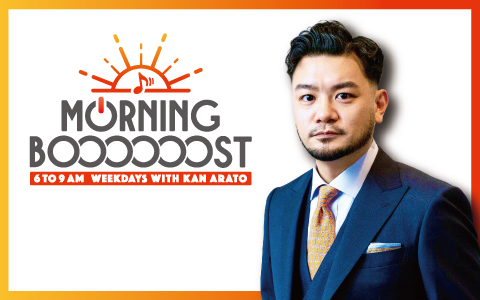 MORNING
BOOOOOOST
6 TO 9 AM WEEKDAYS WITH KAN ARATO